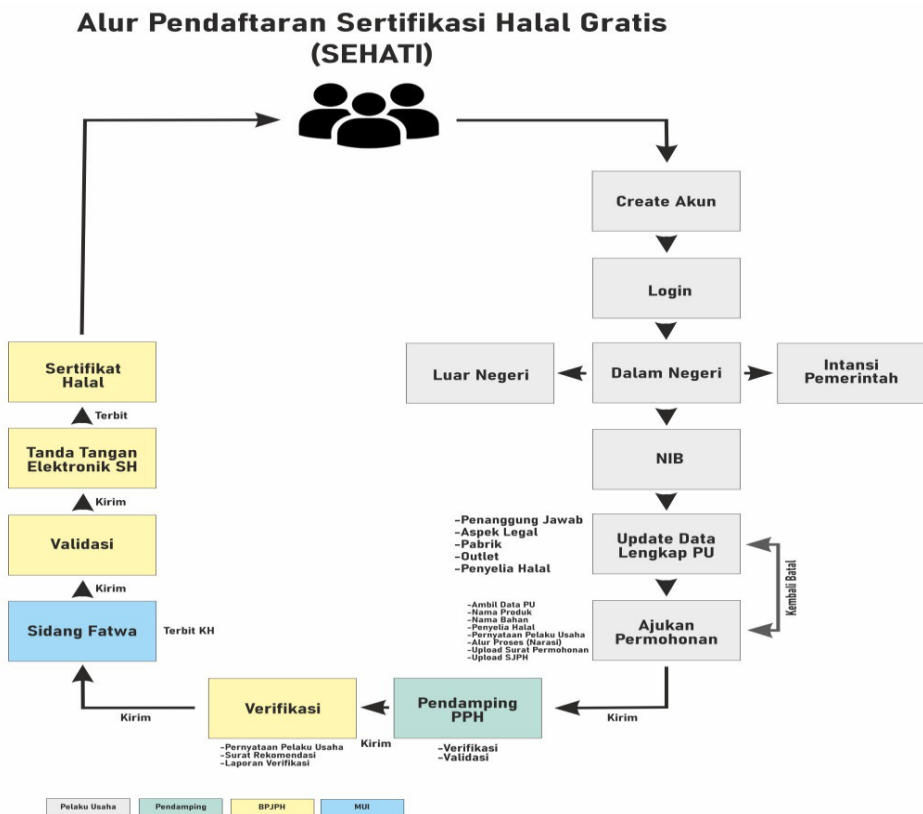 Alur Pendaftaran Sertifikasi Halal Gratis
(SEHATI)
Create Akun
Login
Luar Negeri
Dalam Negeri
Intansi
Pemerintah
NIB
-Penanggung Jawab
-Aspek Legal
-Pabrik
-Outlet
-Penyelia Halal
Update Data
Lengkap PU
Kembali Batal
-Ambil Data PU
-Nama Produk
-Nama Bahan
-Penyelia Halal
-Pernyataan Pelaku Usaha
-Alur Proses (Narasi)
-Upload Surat Permohonan
-Upload SJPH
Ajukan
Permohonan
Kirim
Pendamping
PPH
-Verifikasi
-Validasi
Kirim
Verifikasi
-Pernyataan Pelaku Usaha
-Surat Rekomendasi
-Laporan Verifikasi
Kirim
Sidang Fatwa
Terbit KH
Kirim
Validasi
Kirim
Tanda Tangan
Elektronik SH
Terbit
Sertifikat
Halal
Pelaku Usaha
Pendamping
BPJPH
MUI